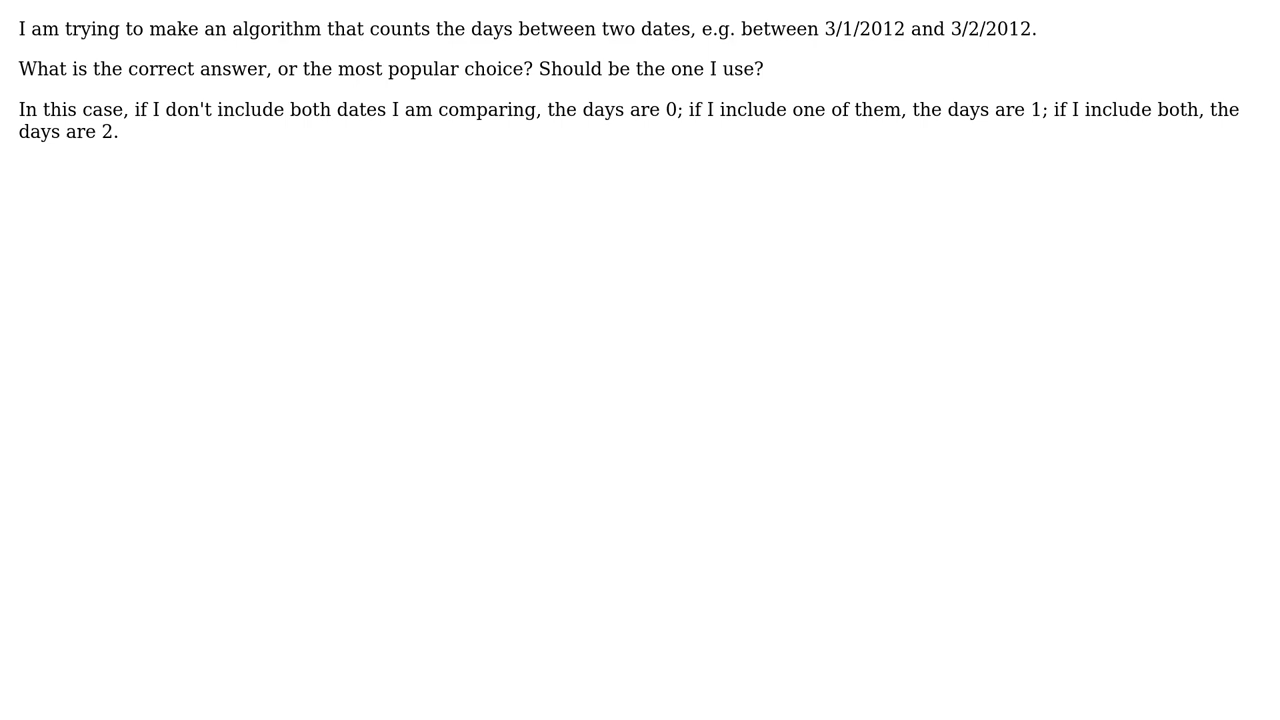 I am trying to make an algorithm that counts the days between two dates, e.g. between 3/1/2012 and 3/2/2012.
What is the correct answer, or the most popular choice? Should be the one I use?
In this case, if I don't include both dates I am comparing, the days are 0; if I include one of them, the days are 1; if I include both, the
days are 2.